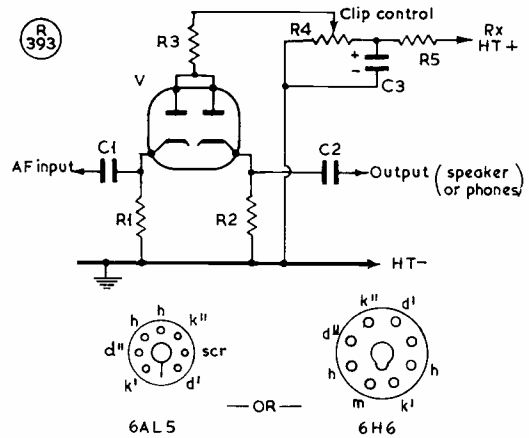 R
393
R3
R4
Clip control
Rx
HT+
+
-
C3
R5
V
C1
AF input
C2
Output (speaker
or phones)
R1
R2
HT-
h
h
k"
d"
scr
k'
d'
6AL5
— OR —
k"
d'
d"
h
h
m
k'
6H6